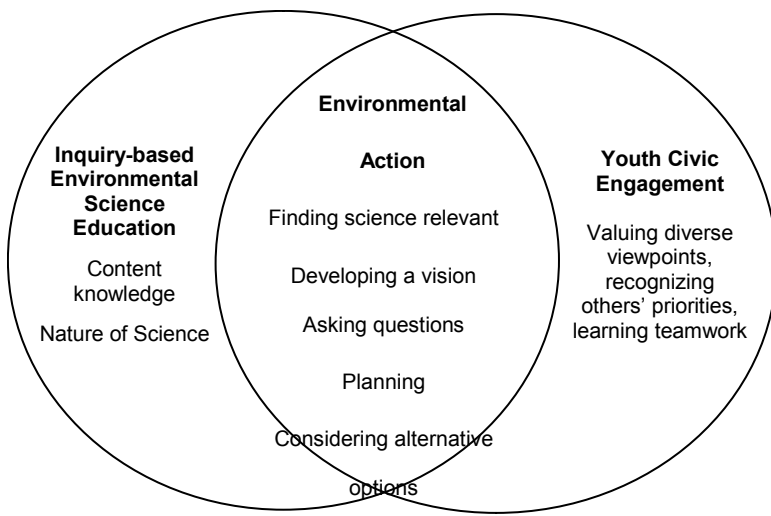 Inquiry-based
Environmental
Science
Education
Content
knowledge
Nature of Science
Environmental
Action
Finding science relevant
Developing a vision
Asking questions
Planning
Considering alternative
options
Youth Civic
Engagement
Valuing diverse
viewpoints,
recognizing
others’ priorities,
learning teamwork